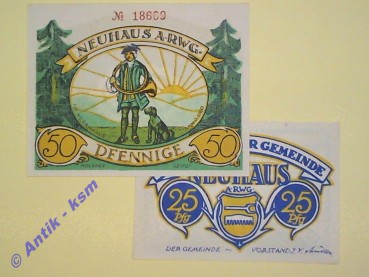 № 18669
NEUHAUS A·RWG·
50 PFENNIGE 50
ER GEMEINDE
NEUHAUS
A·RWG.
25 Pfg 25 Pfg
DER GEMEINDE - VORSTAND: J.V.
© Antik - ksm